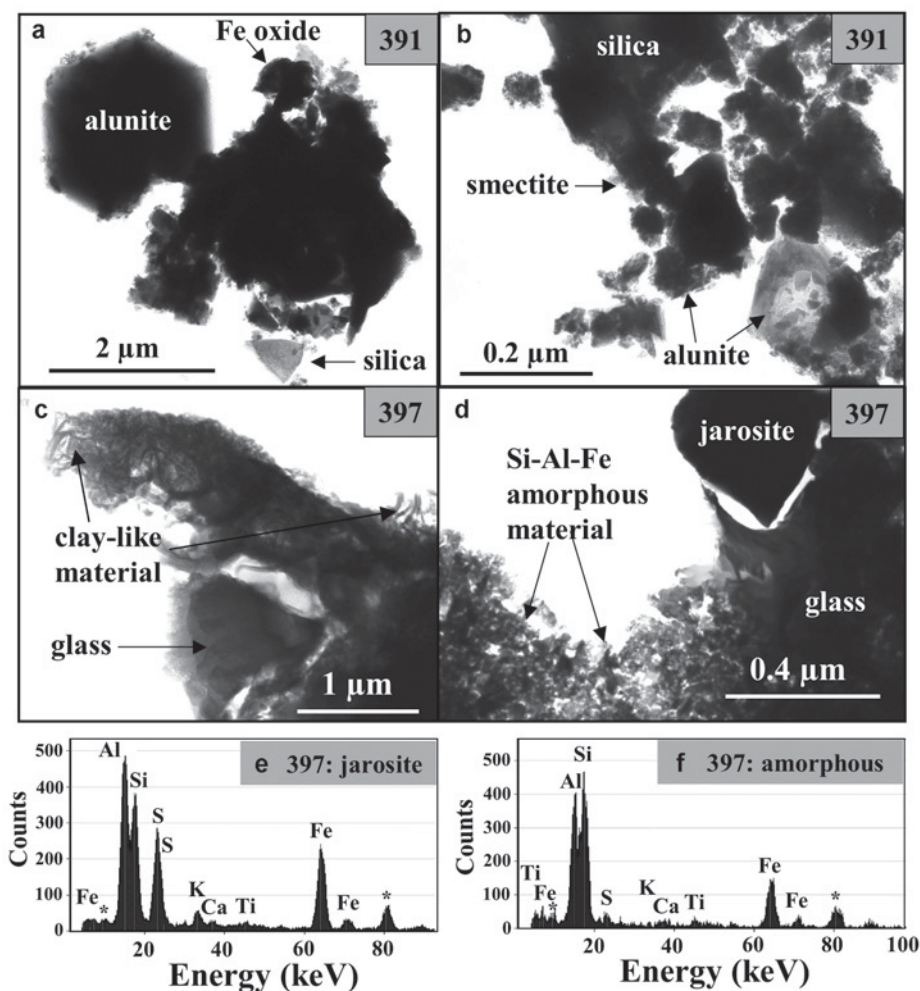 a
Fe oxide
391
alunite
2 µm
silica
b
silica
391
smectite
0.2 µm
alunite
c
397
clay-like
material
glass
1 µm
d
397
jarosite
Si-Al-Fe
amorphous
material
glass
0.4 µm
e 397: jarosite
Counts
500
400
300
200
100
0
Fe
*
Al
Si
S
S
K
Ca
Ti
Fe
Fe
*
20
40
60
80
Energy (keV)
f 397: amorphous
Counts
500
400
300
200
100
0
Ti
Fe
*
Al
Si
S
K
Ca
Ti
Fe
Fe
*
20
40
60
80
100
Energy (keV)